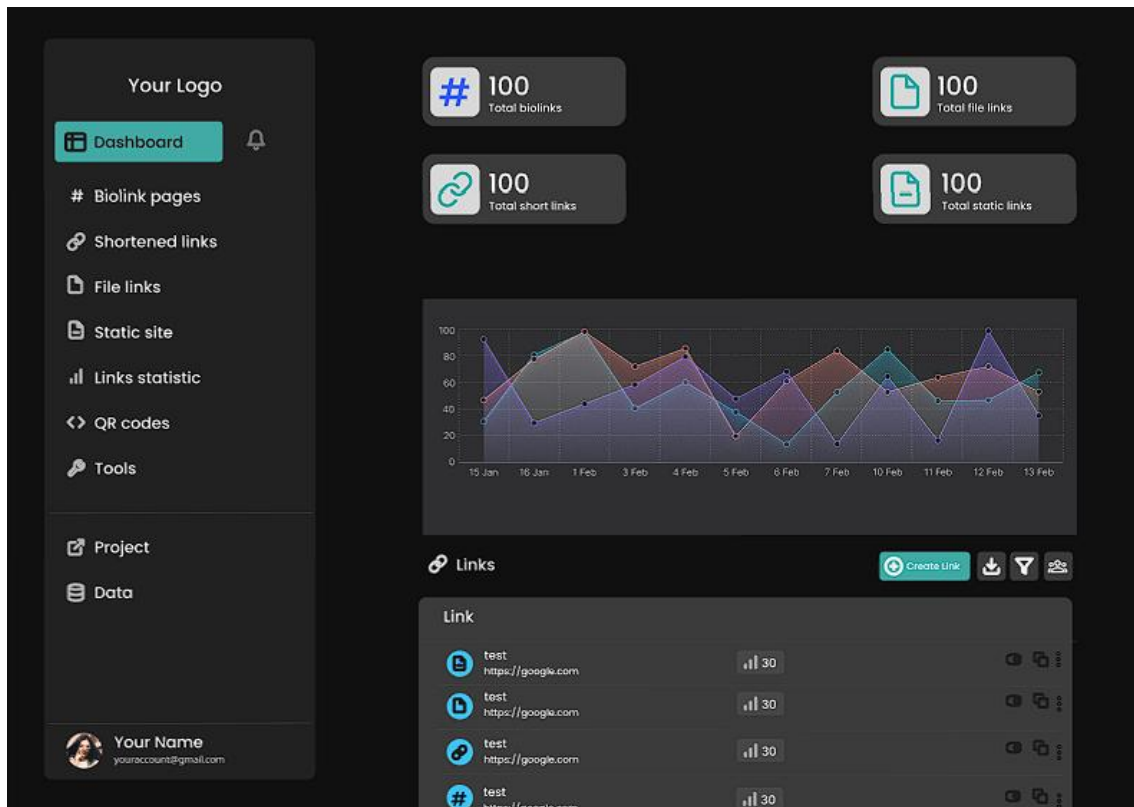 Your Logo
Dashboard
# Biolink pages
Shortened links
File links
Static site
Links statistic
<> QR codes
Tools
Project
Data
Your Name
youraccount@gmail.com
# 100
Total biolinks
100
Total file links
100
Total short links
100
Total static links
100
80
60
40
20
0
15 Jan 16 Jan 1 Feb 3 Feb 4 Feb 5 Feb 6 Feb 7 Feb 10 Feb 11 Feb 12 Feb 13 Feb
Links
Create Link
Link
test
https://google.com
30
test
https://google.com
30
test
https://google.com
30
# test
https://google.com
30